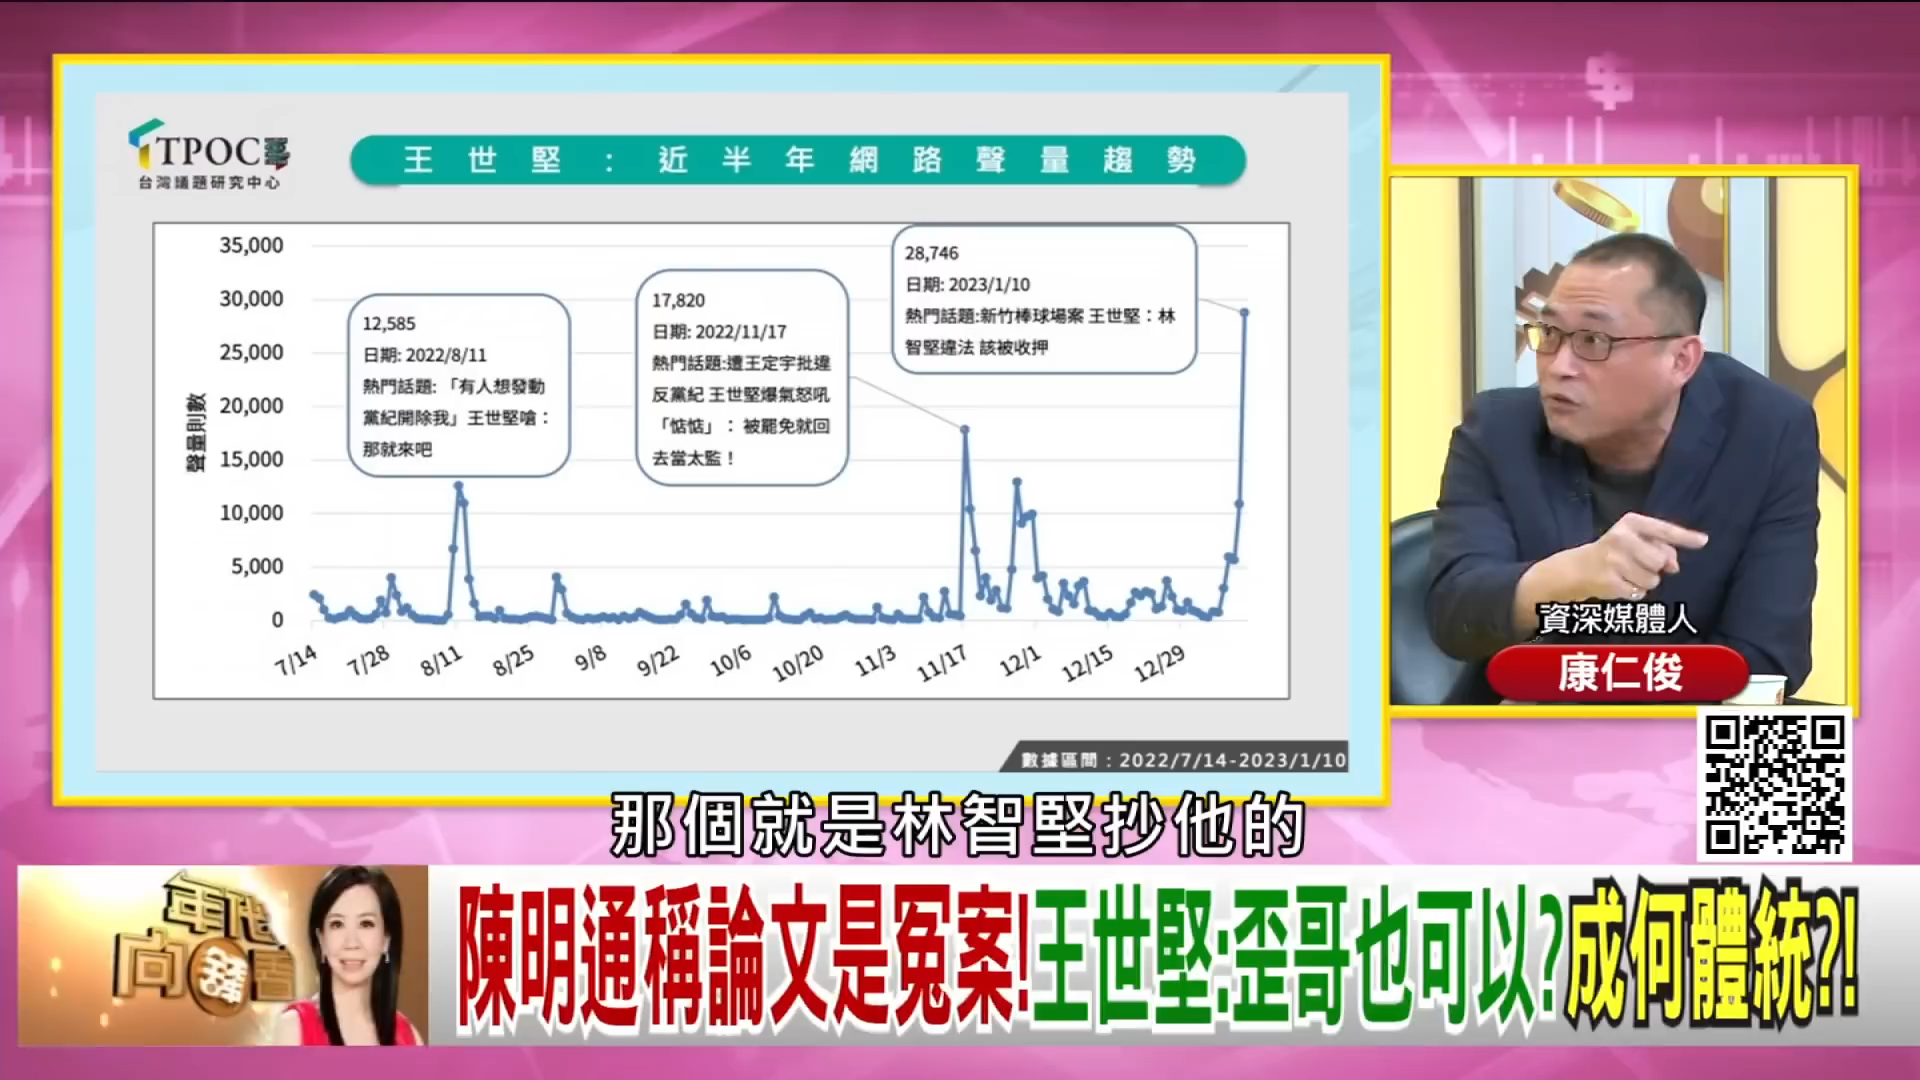 TPOC
台灣議題研究中心
王世堅：近半年網路聲量趨勢
聲量則數
35,000
30,000
25,000
20,000
15,000
10,000
5,000
0
12,585
日期: 2022/8/11
熱門話題: 「有人想發動
黨紀開除我」王世堅嗆：
那就來吧
17,820
日期: 2022/11/17
熱門話題:遭王定宇批違
反黨紀 王世堅爆氣怒吼
「惦惦」： 被罷免就回
去當太監！
28,746
日期: 2023/1/10
熱門話題:新竹棒球場案 王世堅：林
智堅違法 該被收押
7/14 7/28 8/11 8/25 9/8 9/22 10/6 10/20 11/3 11/17 12/1 12/15 12/29
數據區間：2022/7/14-2023/1/10
資深媒體人
康仁俊
那個就是林智堅抄他的
年代
向錢看
陳明通稱論文是冤案!王世堅:歪哥也可以?成何體統?!